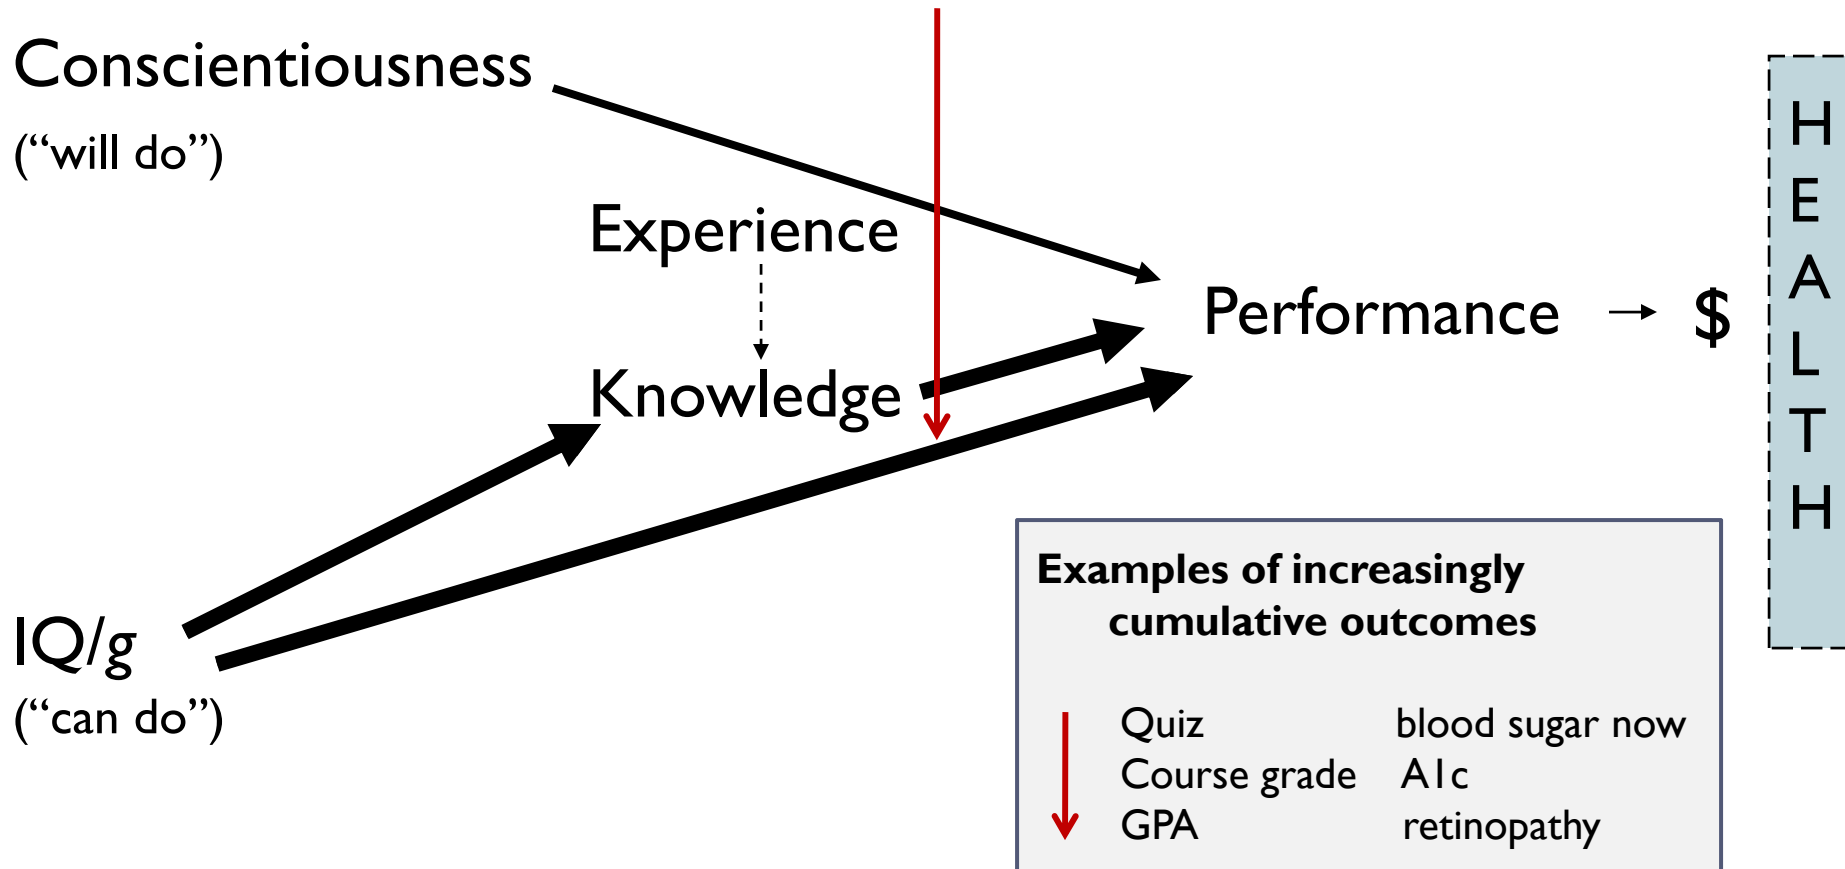 Conscientiousness
(“will do”)
Experience
Knowledge
Performance
$
H
E
A
L
T
H
IQ/g
(“can do”)
Examples of increasingly
cumulative outcomes
Quiz blood sugar now
Course grade A1c
GPA retinopathy